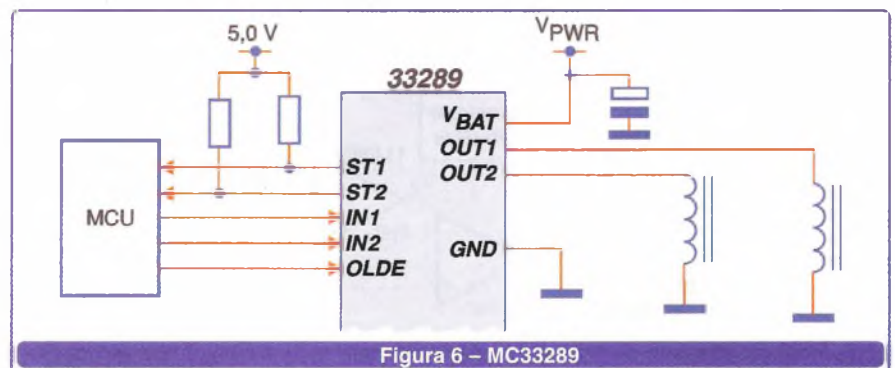 5,0 V
VPWR
33289
VBAT
OUT1
OUT2
ST1
ST2
IN1
IN2
OLDE
GND
MCU
Figura 6 – MC33289